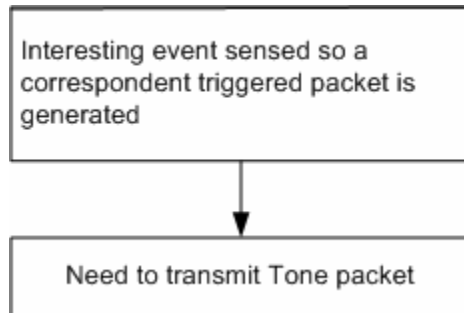 Interesting event sensed so a
correspondent triggered packet is
generated
Need to transmit Tone packet